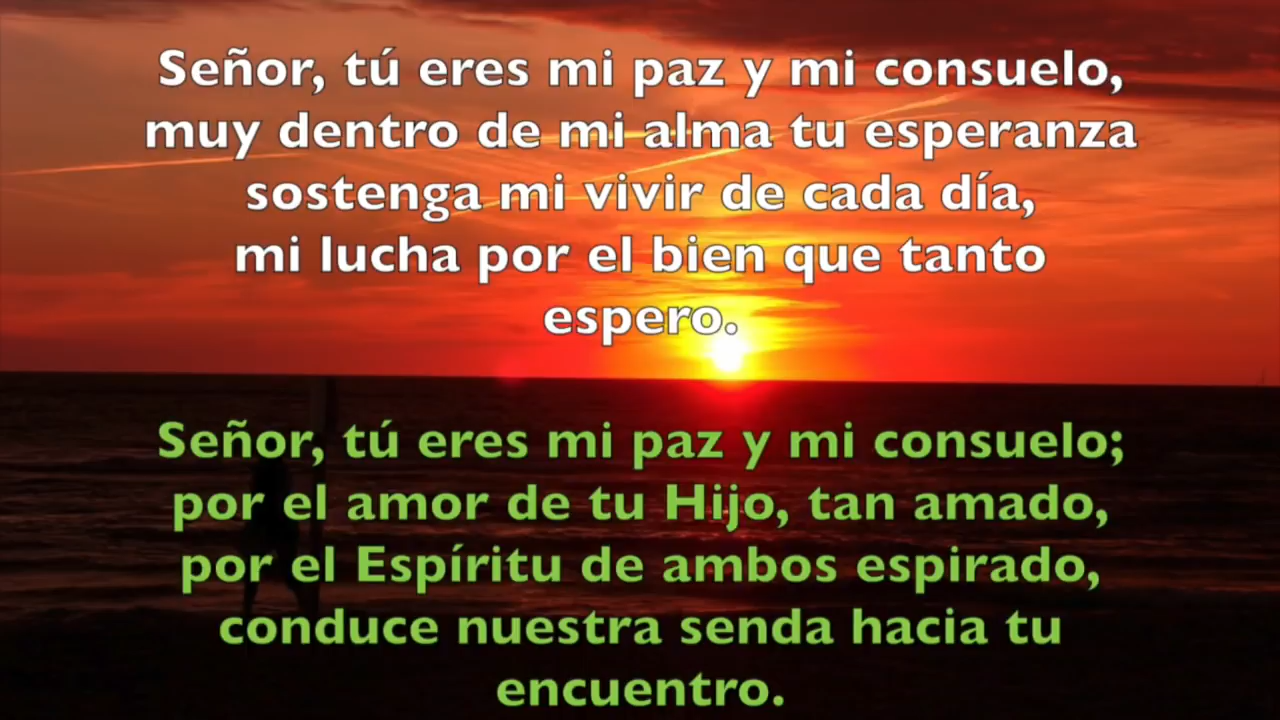 Señor, tú eres mi paz y mi consuelo,
muy dentro de mi alma tu esperanza
sostenga mi vivir de cada día,
mi lucha por el bien que tanto
espero.
Señor, tú eres mi paz y mi consuelo;
por el amor de tu Hijo, tan amado,
por el Espíritu de ambos espirado,
conduce nuestra senda hacia tu
encuentro.